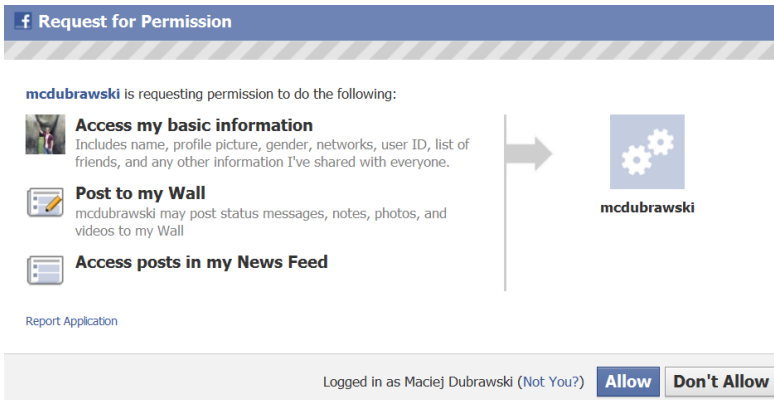 f Request for Permission
mcdubrawski is requesting permission to do the following:
Access my basic information
Includes name, profile picture, gender, networks, user ID, list of
friends, and any other information I've shared with everyone.
Post to my Wall
mcdubrawski may post status messages, notes, photos, and
videos to my Wall
Access posts in my News Feed
mcdubrawski
Report Application
Logged in as Maciej Dubrawski (Not You?) Allow Don't Allow